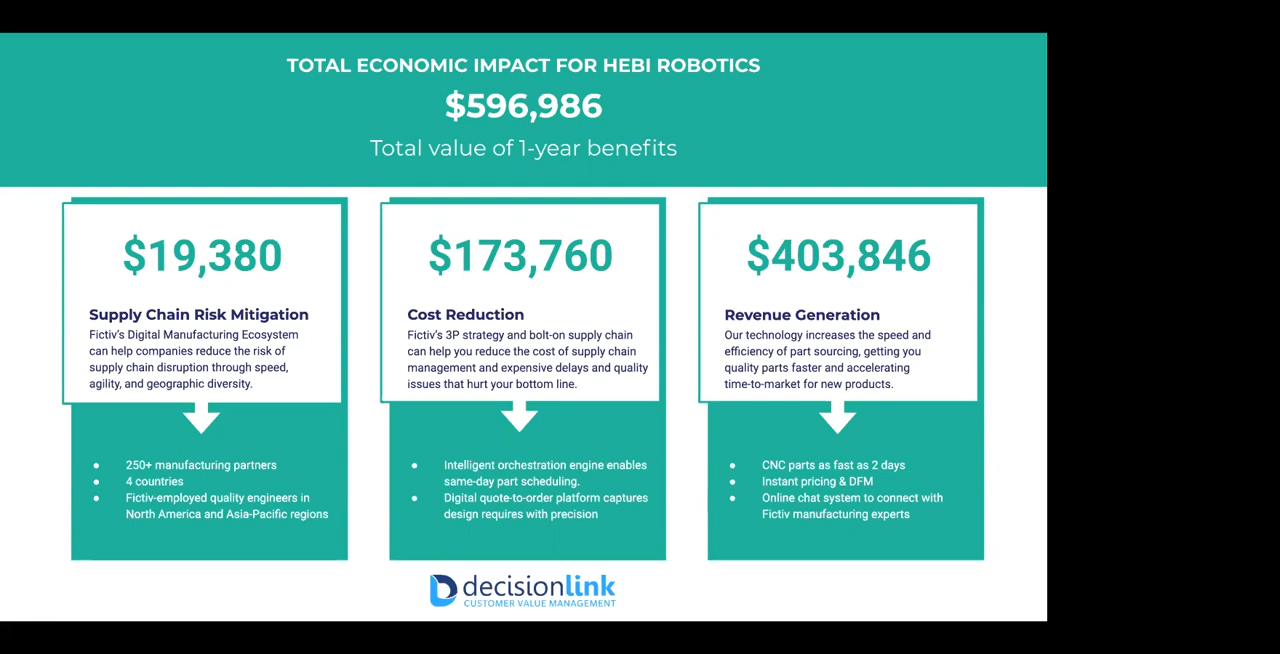 TOTAL ECONOMIC IMPACT FOR HEBI ROBOTICS
$596,986
Total value of 1-year benefits
$19,380
Supply Chain Risk Mitigation
Fictiv’s Digital Manufacturing Ecosystem
can help companies reduce the risk of
supply chain disruption through speed,
agility, and geographic diversity.
● 250+ manufacturing partners
● 4 countries
● Fictiv-employed quality engineers in
North America and Asia-Pacific regions
$173,760
Cost Reduction
Fictiv’s 3P strategy and bolt-on supply chain
can help you reduce the cost of supply chain
management and expensive delays and quality
issues that hurt your bottom line.
● Intelligent orchestration engine enables
same-day part scheduling.
● Digital quote-to-order platform captures
design requires with precision
$403,846
Revenue Generation
Our technology increases the speed and
efficiency of part sourcing, getting you
quality parts faster and accelerating
time-to-market for new products.
● CNC parts as fast as 2 days
● Instant pricing & DFM
● Online chat system to connect with
Fictiv manufacturing experts
decisionlink
CUSTOMER VALUE MANAGEMENT